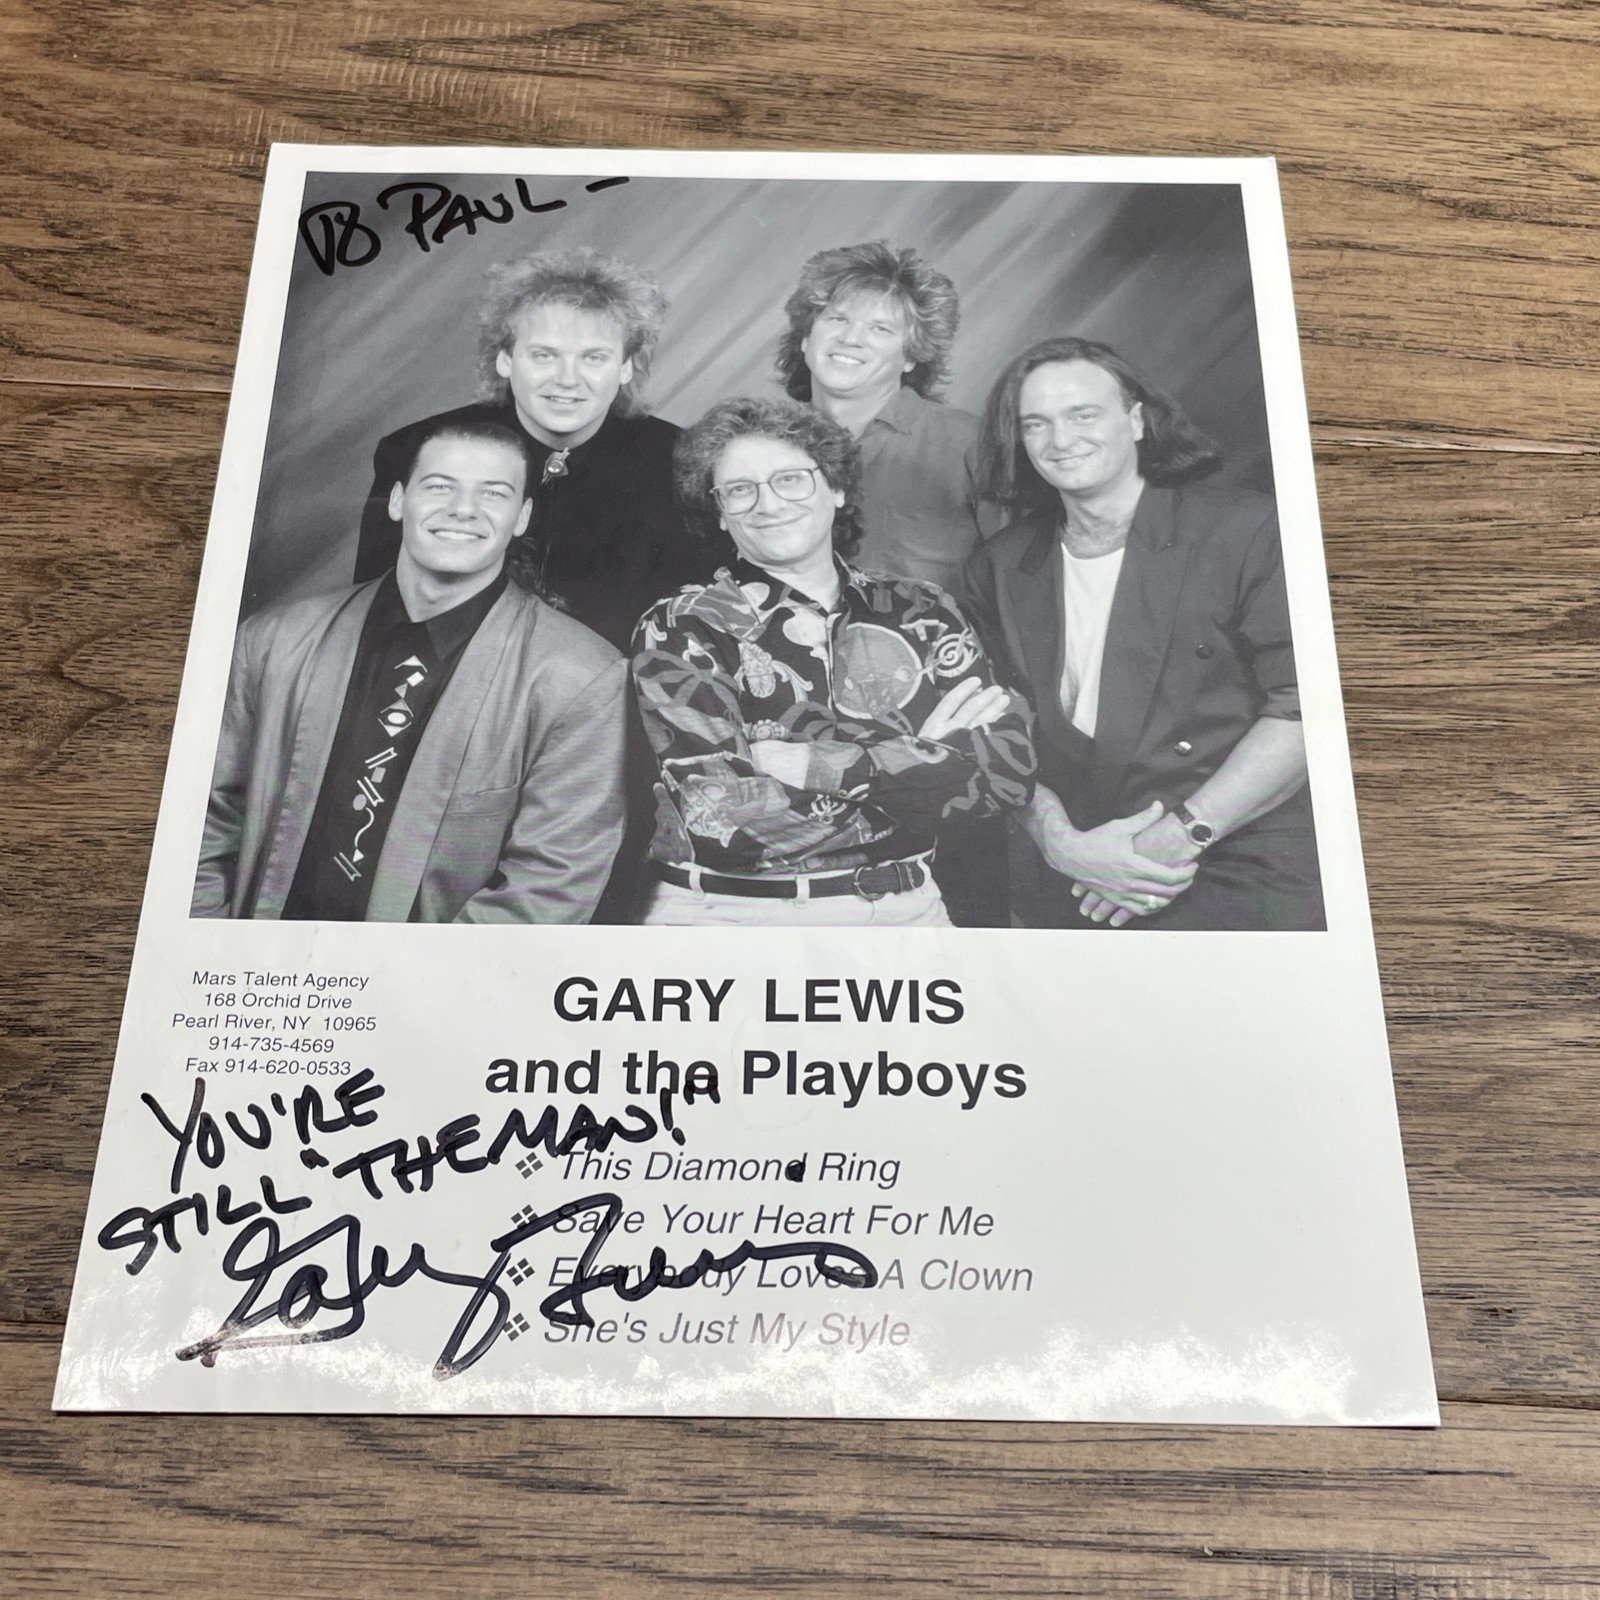 TO PAUL -
Mars Talent Agency
168 Orchid Drive
Pearl River, NY 10965
914-735-4569
Fax 914-620-0533
GARY LEWIS
and the Playboys
YOU'RE
STILL "THE MAN!"
This Diamond Ring
Save Your Heart For Me
Everybody Loves A Clown
She's Just My Style
Gary Lewis